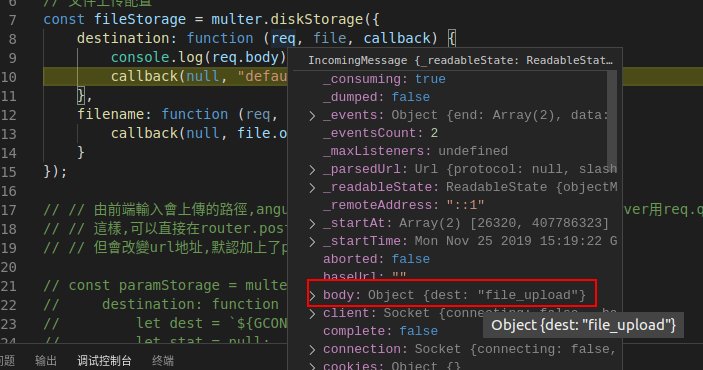 6 // 文件上传配置
7 const fileStorage = multer.diskStorage({
8 destination: function (req, file, callback) {
9 console.log(req.body)
10 callback(null, "defau
11 },
12 filename: function (req,
13 callback(null, file.o
14 }
15 });
16
17 // // 由前端輸入會上傳的路徑,angu
18 // // 這樣,可以直接在router.post
19 // // 但會改變url地址,默認加上了p
20
21 // const paramStorage = multe
22 // destination: function
23 // let dest = `${GCON
24 // let stat = null;
ver用req.q
IncomingMessage {_readableState: ReadableStat…
_consuming: true
_dumped: false
_events: Object {end: Array(2), data:
_eventsCount: 2
_maxListeners: undefined
_parsedUrl: Url {protocol: null, slash
_readableState: ReadableState {objectM
_remoteAddress: "::1"
_startAt: Array(2) [26320, 407786323]
_startTime: Mon Nov 25 2019 15:19:22 G
aborted: false
baseUrl: ""
body: Object {dest: "file_upload"}
client: Socket {connecting: false, _ha
complete: false
connection: Socket {connecting: false,
cookies: Object {}
Object {dest: "file_upload"}
问题 输出 调试控制台 终端